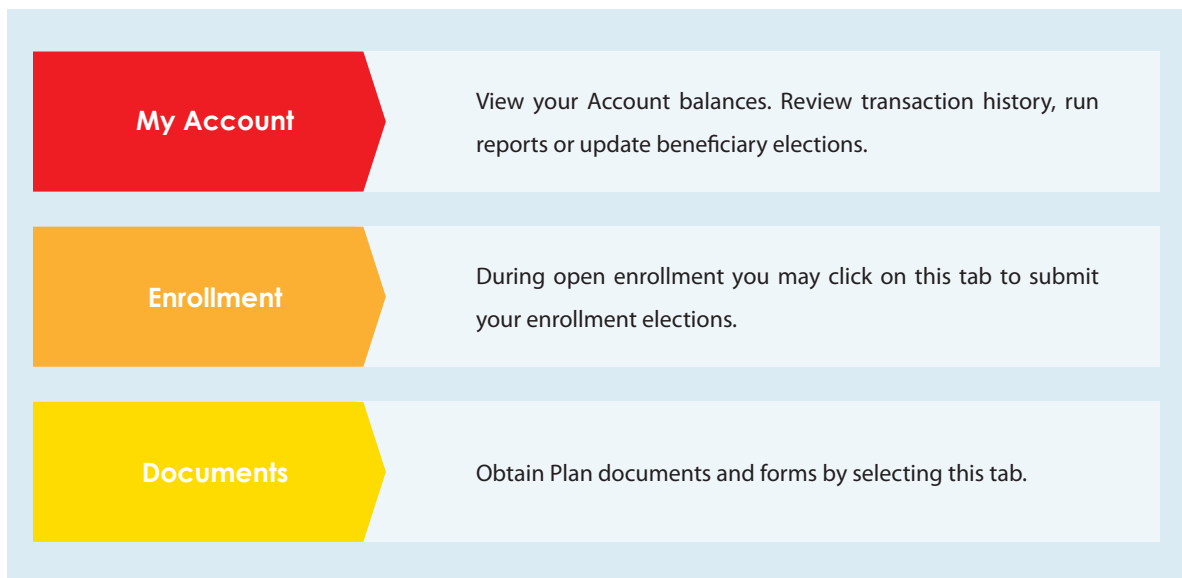 My Account
View your Account balances. Review transaction history, run
reports or update beneficiary elections.
Enrollment
During open enrollment you may click on this tab to submit
your enrollment elections.
Documents
Obtain Plan documents and forms by selecting this tab.